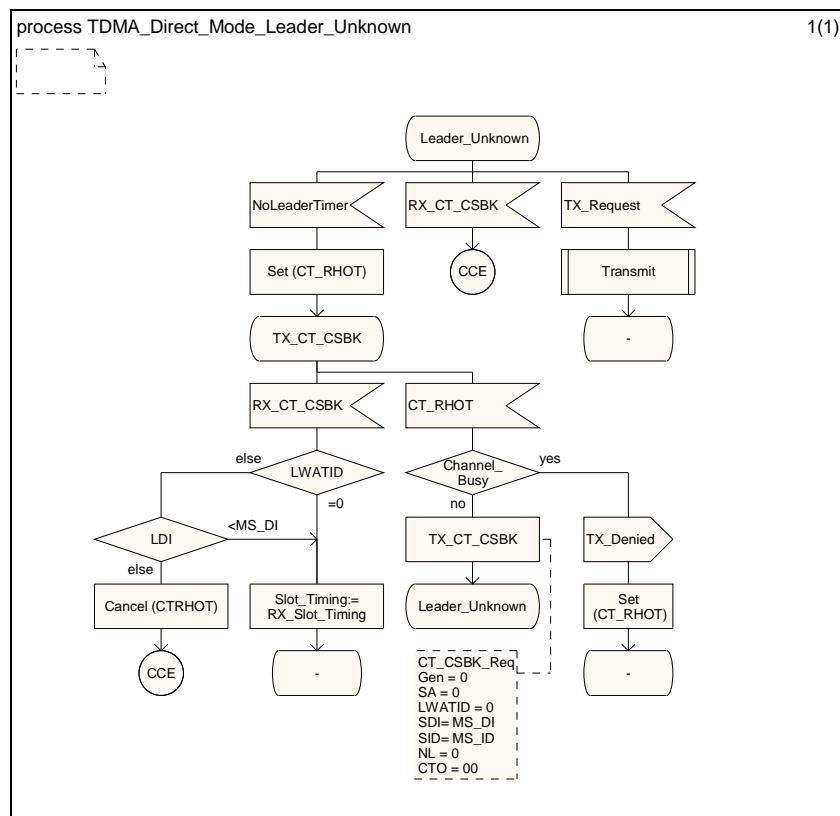 process TDMA_Direct_Mode_Leader_Unknown
1(1)
Leader_Unknown
NoLeaderTimer
RX_CT_CSBK
TX_Request
Set (CT_RHOT)
CCE
Transmit
TX_CT_CSBK
-
RX_CT_CSBK
CT_RHOT
else
LWATID
Channel_
Busy
yes
=0
no
LDI
<MS_DI
TX_CT_CSBK
TX_Denied
else
Cancel (CTRHOT)
Slot_Timing:=
RX_Slot_Timing
Leader_Unknown
Set
(CT_RHOT)
CCE
-
-
CT_CSBK_Req
Gen = 0
SA = 0
LWATID = 0
SDI= MS_DI
SID= MS_ID
NL = 0
CTO = 00